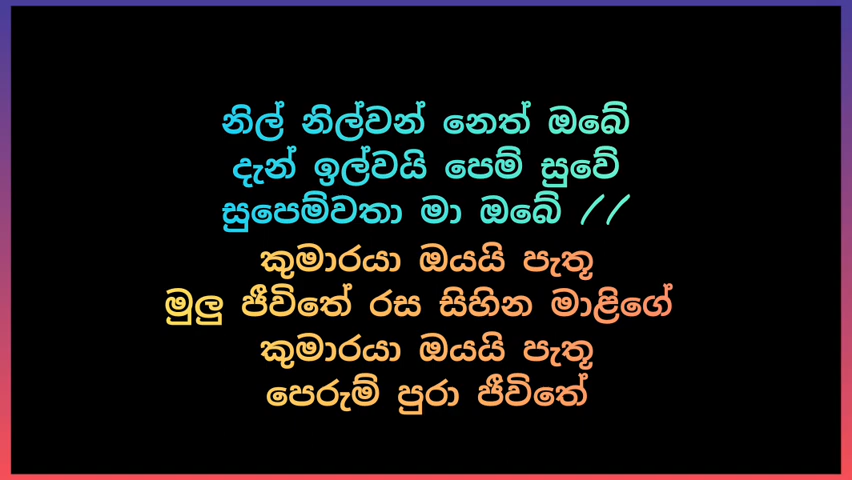 නිල් නිල්වන් නෙත් ඔබේ
දැන් ඉල්වයි පෙම් සුවේ
සුපෙම්වතා මා ඔබේ //
කුමාරයා ඔයයි පැතූ
මුලු ජීවිතේ රස සිහින මාළිගේ
කුමාරයා ඔයයි පැතූ
පෙරුම් පුරා ජීවිතේ